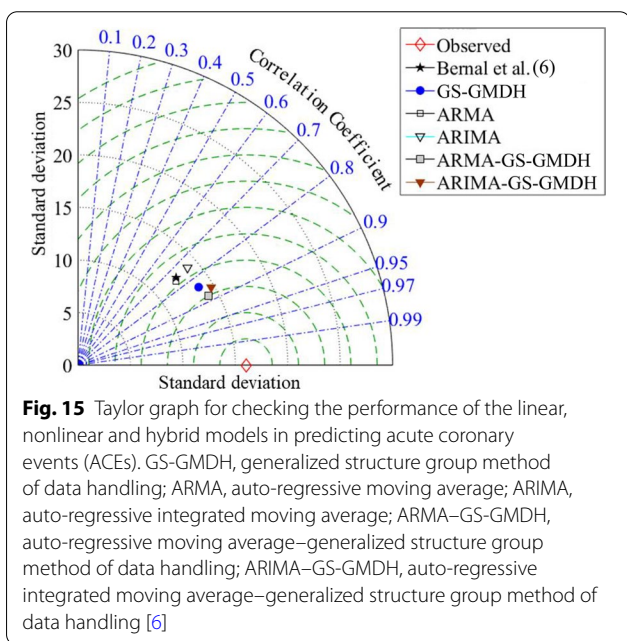 30
25
20
15
10
5
0
Standard deviation
0.1
0.2
0.3
0.4
0.5
0.6
0.7
0.8
0.9
0.95
0.97
0.99
Correlation Coefficient
Standard deviation
Observed
Bernal et al.(6)
GS-GMDH
ARMA
ARIMA
ARMA-GS-GMDH
ARIMA-GS-GMDH
Fig. 15 Taylor graph for checking the performance of the linear,
nonlinear and hybrid models in predicting acute coronary
events (ACEs). GS-GMDH, generalized structure group method
of data handling; ARMA, auto-regressive moving average; ARIMA,
auto-regressive integrated moving average; ARMA–GS-GMDH,
auto-regressive moving average–generalized structure group
method of data handling; ARIMA–GS-GMDH, auto-regressive
integrated moving average–generalized structure group method of
data handling [6]